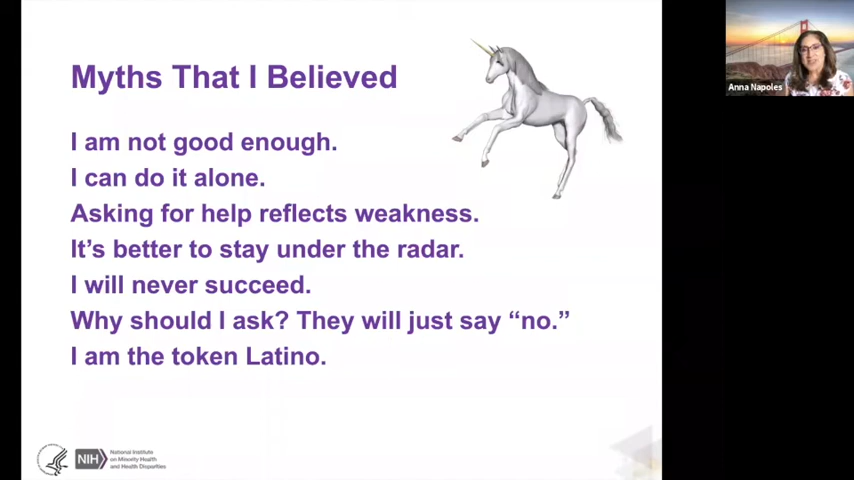 Myths That I Believed
I am not good enough.
I can do it alone.
Asking for help reflects weakness.
It’s better to stay under the radar.
I will never succeed.
Why should I ask? They will just say “no.”
I am the token Latino.
NIH
National Institute
on Minority Health
and Health Disparities
Anna Napoles